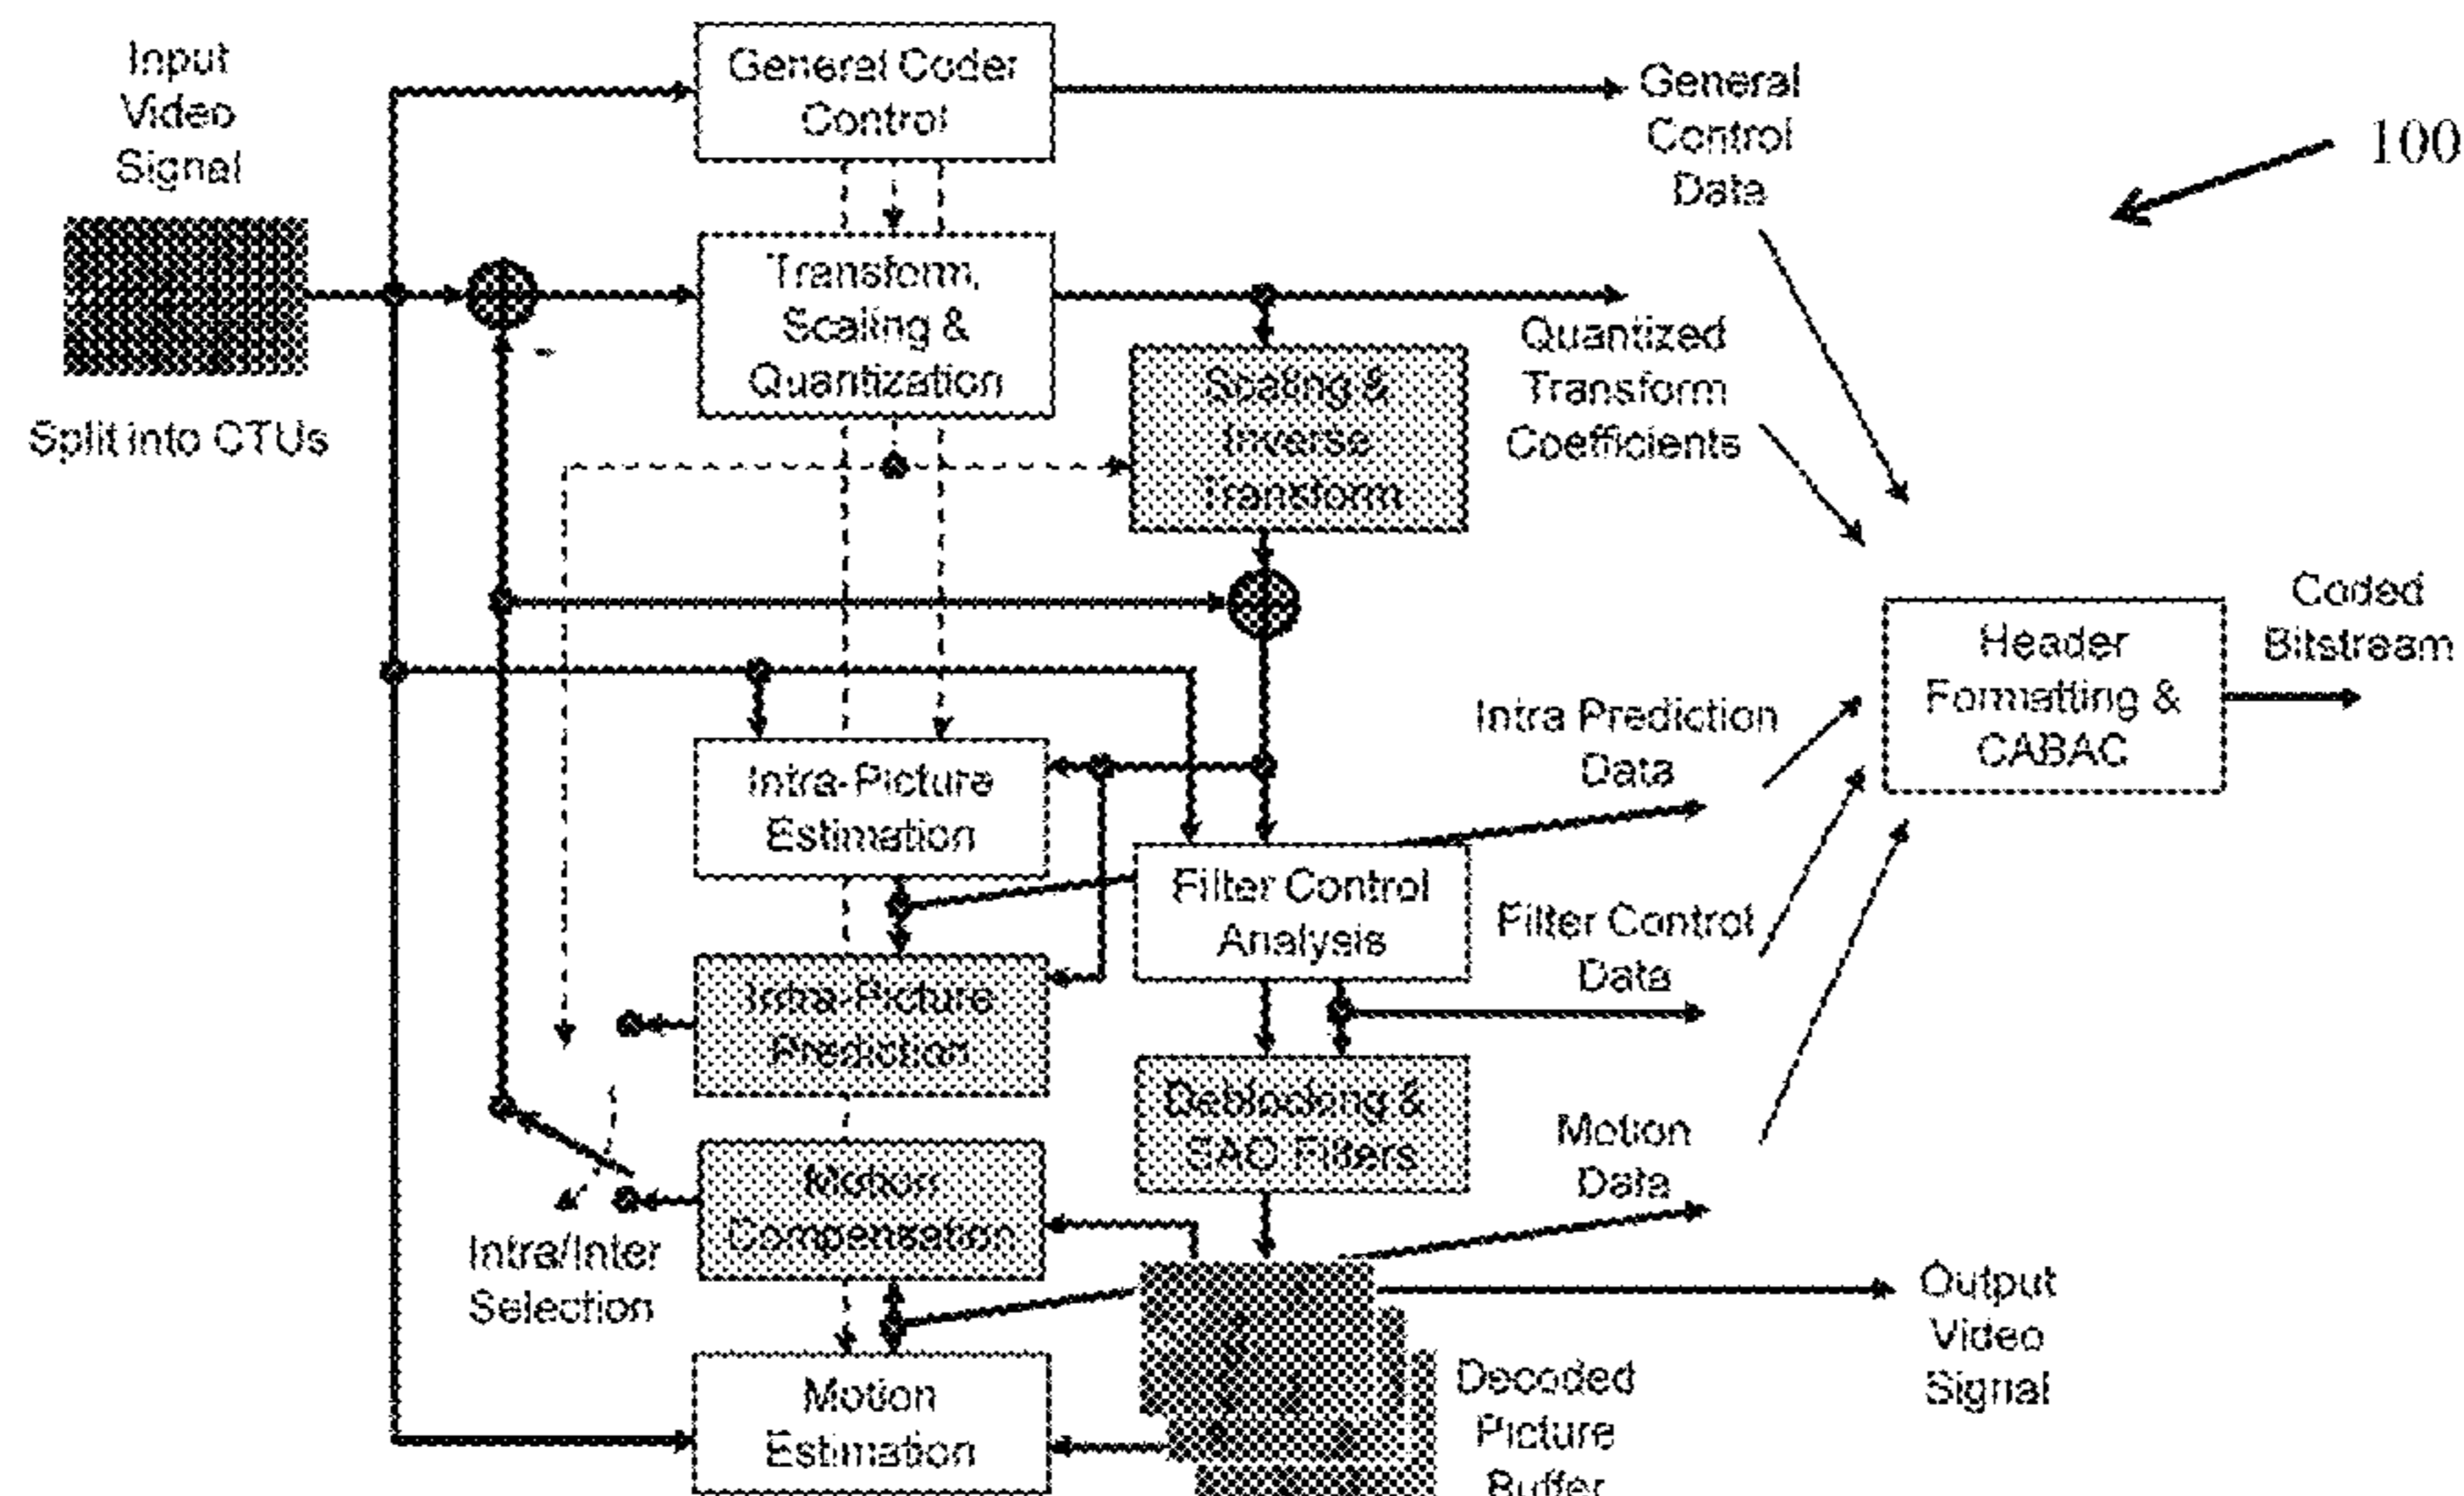 Input
Video
Signal
Split into CTUs
General Coder
Control
General
Control
Data
100
Transform,
Scaling &
Quantization
Quantized
Transform
Coefficients
Scaling &
Inverse
Transform
Coded
Bitstream
Header
Formatting &
CABAC
Intra Prediction
Data
Intra-Picture
Estimation
Filter Control
Analysis
Filter Control
Data
Intra-Picture
Prediction
Deblocking &
SAO Filters
Motion
Data
Motion
Compensation
Intra/Inter
Selection
Output
Video
Signal
Motion
Estimation
Decoded
Picture
Buffer